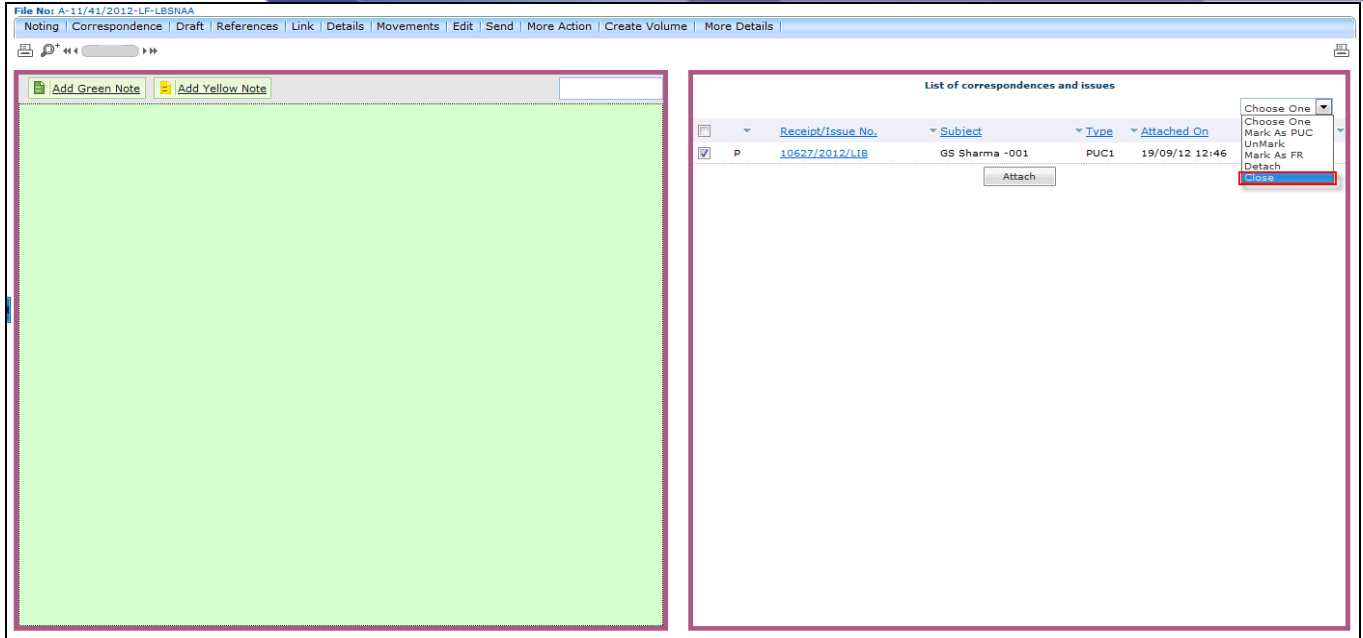 File No: A-11/41/2012-LF-LBSNAA
Noting | Correspondence | Draft | References | Link | Details | Movements | Edit | Send | More Action | Create Volume | More Details |
Add Green Note Add Yellow Note
List of correspondences and issues
Choose One
Receipt/Issue No. Subject Type Attached On
P 10627/2012/LIB GS Sharma -001 PUC1 19/09/12 12:46
Choose One
Mark As PUC
UnMark
Mark As FR
Detach
Close
Attach